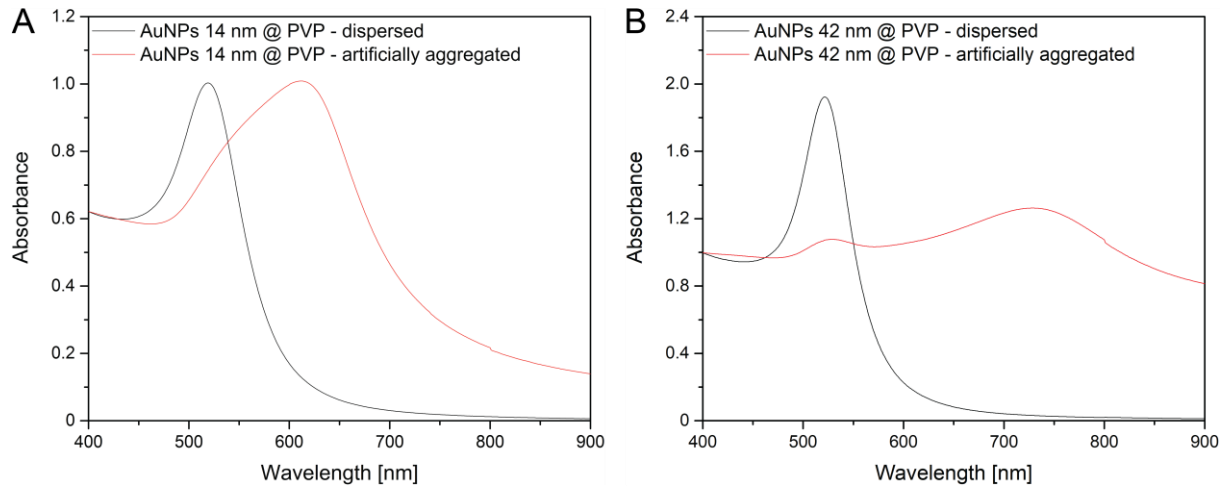 A
AuNPs 14 nm @ PVP - dispersed
AuNPs 14 nm @ PVP - artificially aggregated
1.2
1.0
0.8
0.6
0.4
0.2
0
Absorbance
400 500 600 700 800 900
Wavelength [nm]
B
AuNPs 42 nm @ PVP - dispersed
AuNPs 42 nm @ PVP - artificially aggregated
2.4
2.0
1.6
1.2
0.8
0.4
0
Absorbance
400 500 600 700 800 900
Wavelength [nm]